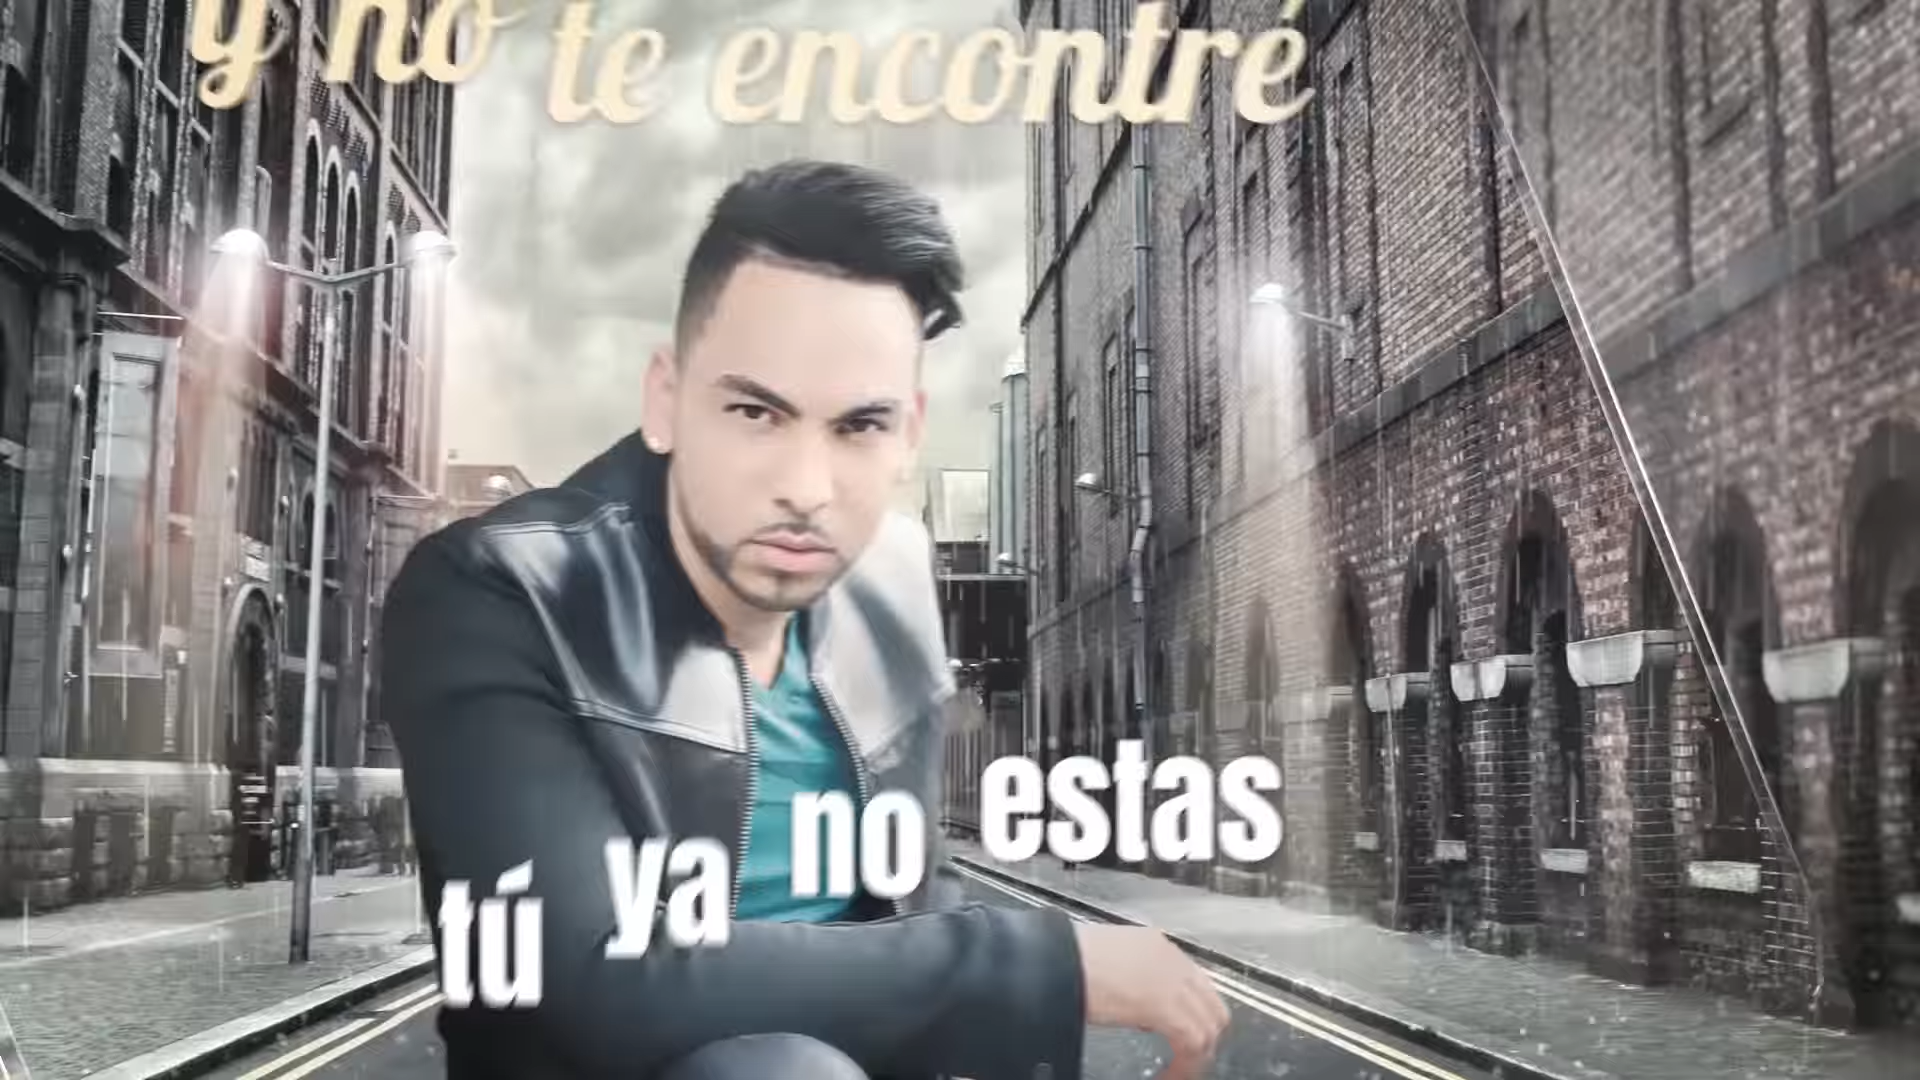 y no te encontré
tú ya no estas